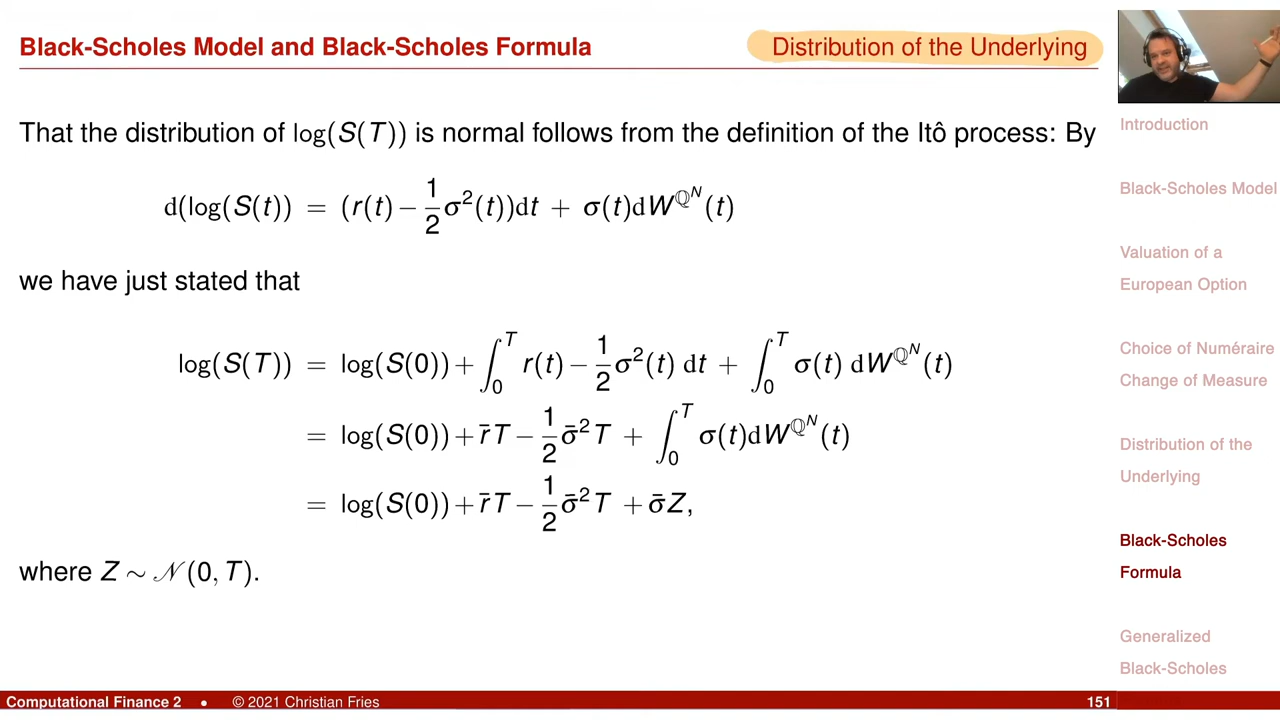 Black-Scholes Model and Black-Scholes Formula
Distribution of the Underlying
That the distribution of log(S(T)) is normal follows from the definition of the Itô process: By
d(log(S(t)) = (r(t) − 1/2 σ²(t))dt + σ(t)dW^{ℚ^N}(t)
we have just stated that
log(S(T)) = log(S(0)) + ∫₀ᵀ r(t) − 1/2 σ²(t) dt + ∫₀ᵀ σ(t) dW^{ℚ^N}(t)
= log(S(0)) + r̄T − 1/2 σ̄²T + ∫₀ᵀ σ(t)dW^{ℚ^N}(t)
= log(S(0)) + r̄T − 1/2 σ̄²T + σ̄Z,
where Z ∼ 𝒩(0, T).
Introduction
Black-Scholes Model
Valuation of a
European Option
Choice of Numéraire
Change of Measure
Distribution of the
Underlying
Black-Scholes
Formula
Generalized
Black-Scholes
Computational Finance 2 • © 2021 Christian Fries
151